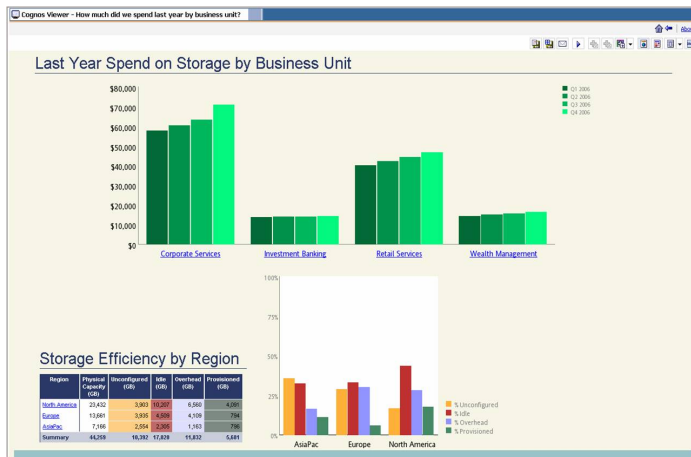 Cognos Viewer - How much did we spend last year by business unit?
Last Year Spend on Storage by Business Unit
$80,000
$70,000
$60,000
$50,000
$40,000
$30,000
$20,000
$10,000
$0
Q1 2006
Q2 2006
Q3 2006
Q4 2006
Corporate Services
Investment Banking
Retail Services
Wealth Management
Storage Efficiency by Region
Region Physical Capacity (GB) Unconfigured (GB) Idle (GB) Overhead (GB) Provisioned (GB)
North America 23,432 3,903 10,207 6,560 4,091
Europe 13,661 3,935 4,509 4,109 794
AsiaPac 7,166 2,554 2,305 1,163 796
Summary 44,259 10,392 17,020 11,832 5,681
100%
75%
50%
25%
0%
AsiaPac
Europe
North America
% Unconfigured
% Idle
% Overhead
% Provisioned